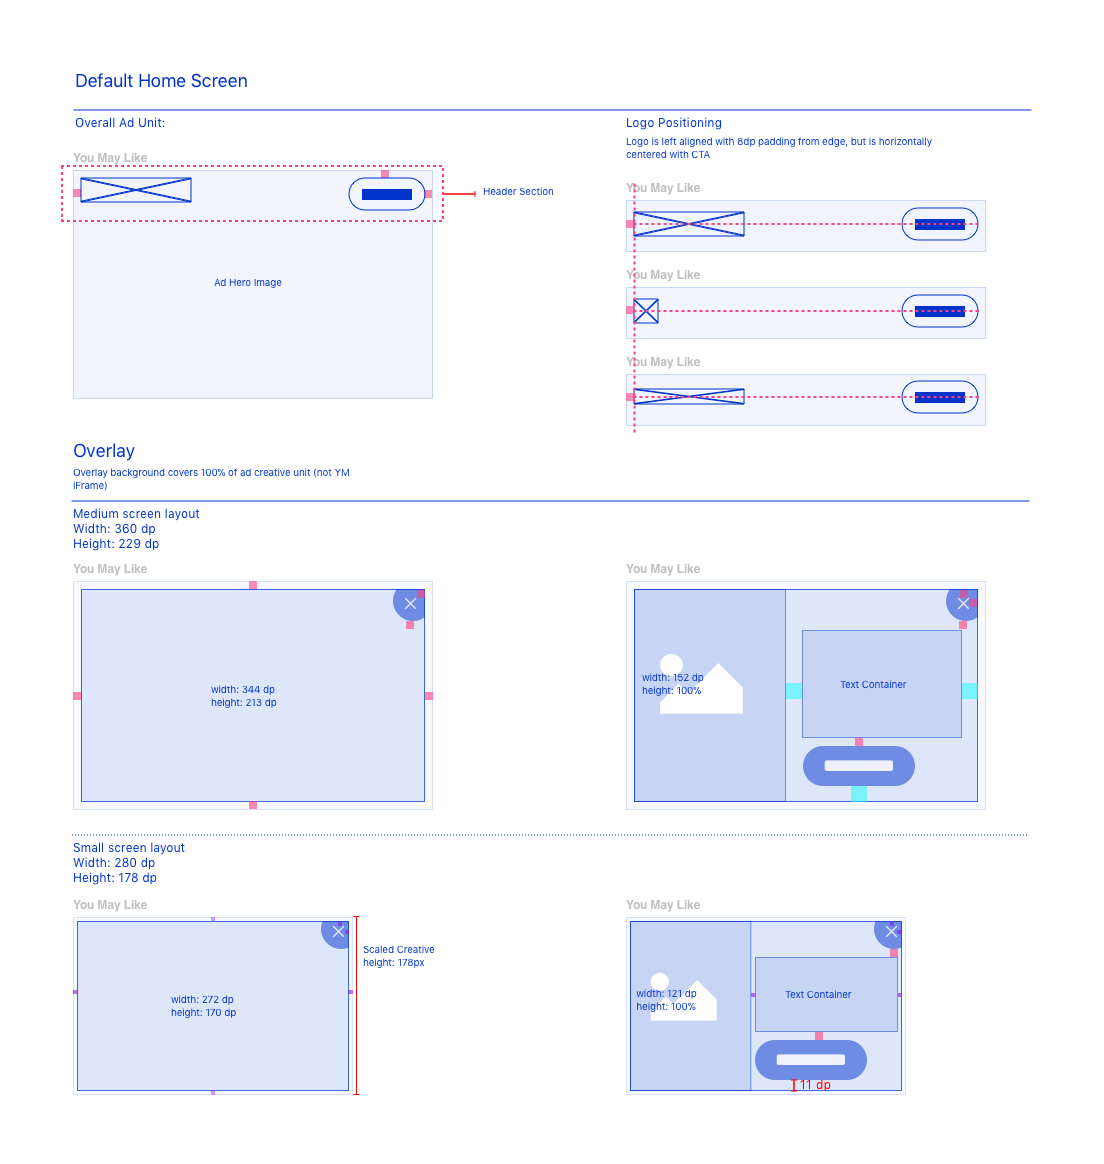 Default Home Screen
Overall Ad Unit:
You May Like
Header Section
Ad Hero Image
Logo Positioning
Logo is left aligned with 8dp padding from edge, but is horizontally
centered with CTA
You May Like
You May Like
You May Like
Overlay
Overlay background covers 100% of ad creative unit (not YM
iFrame)
Medium screen layout
Width: 360 dp
Height: 229 dp
You May Like
width: 344 dp
height: 213 dp
You May Like
width: 152 dp
height: 100%
Text Container
Small screen layout
Width: 280 dp
Height: 178 dp
You May Like
width: 272 dp
height: 170 dp
Scaled Creative
height: 178px
You May Like
width: 121 dp
height: 100%
Text Container
11 dp